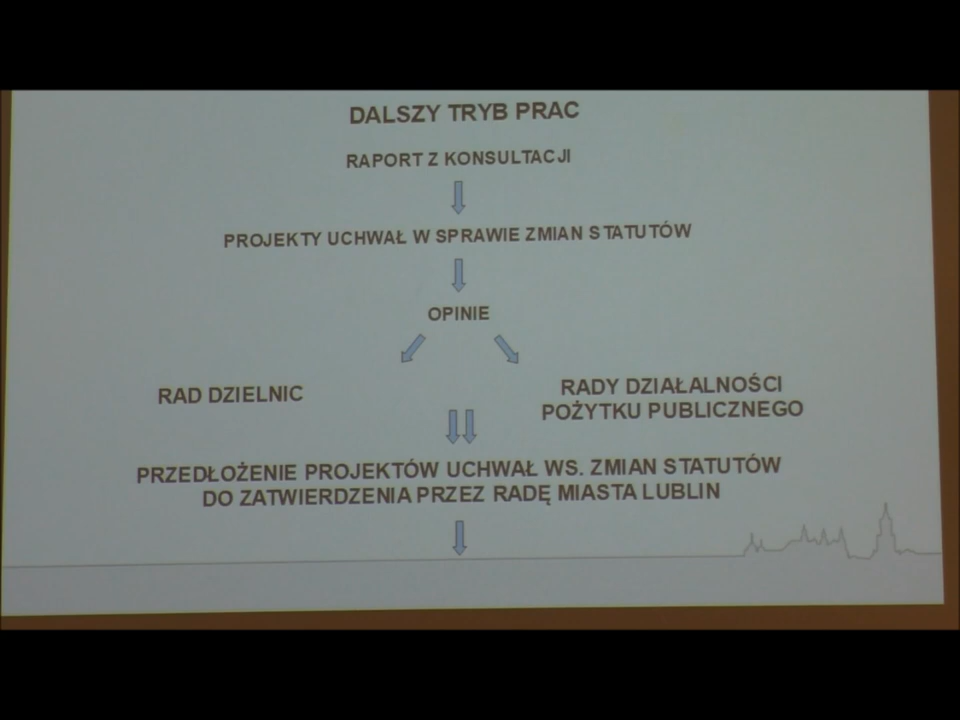 DALSZY TRYB PRAC
RAPORT Z KONSULTACJI
PROJEKTY UCHWAŁ W SPRAWIE ZMIAN STATUTÓW
OPINIE
RAD DZIELNIC
RADY DZIAŁALNOŚCI
POŻYTKU PUBLICZNEGO
PRZEDŁOŻENIE PROJEKTÓW UCHWAŁ WS. ZMIAN STATUTÓW
DO ZATWIERDZENIA PRZEZ RADĘ MIASTA LUBLIN